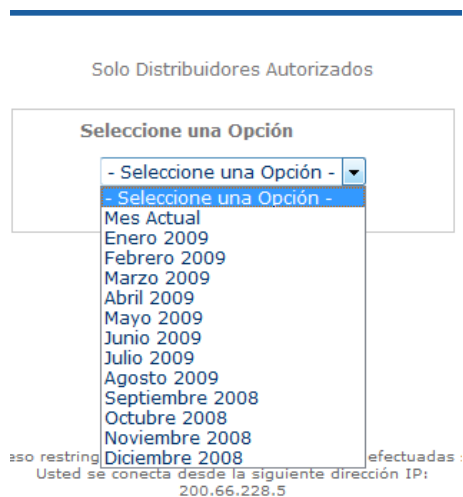 Solo Distribuidores Autorizados
Seleccione una Opción
- Seleccione una Opción -
- Seleccione una Opción -
Mes Actual
Enero 2009
Febrero 2009
Marzo 2009
Abril 2009
Mayo 2009
Junio 2009
Julio 2009
Agosto 2009
Septiembre 2008
Octubre 2008
Noviembre 2008
Diciembre 2008
eso restring efectuadas
Usted se conecta desde la siguiente dirección IP:
200.66.228.5